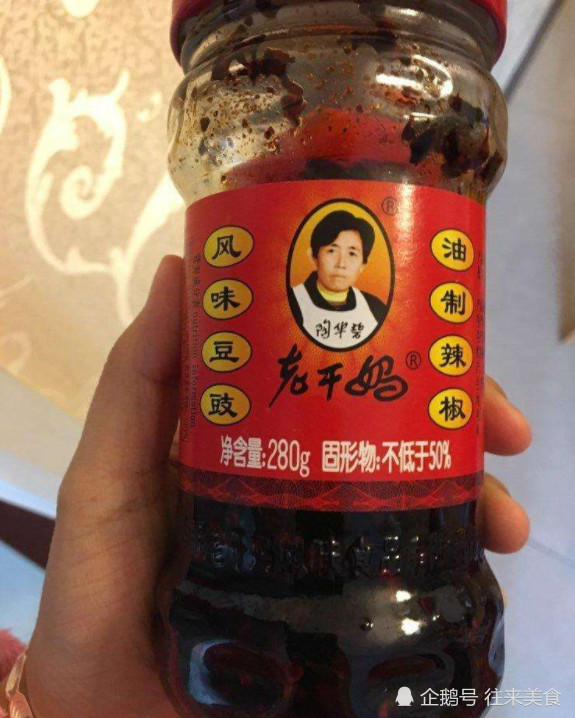 风味豆豉
油制辣椒
®
陶华碧
老干妈®
净含量:280g 固形物:不低于50%
企鹅号 往来美食